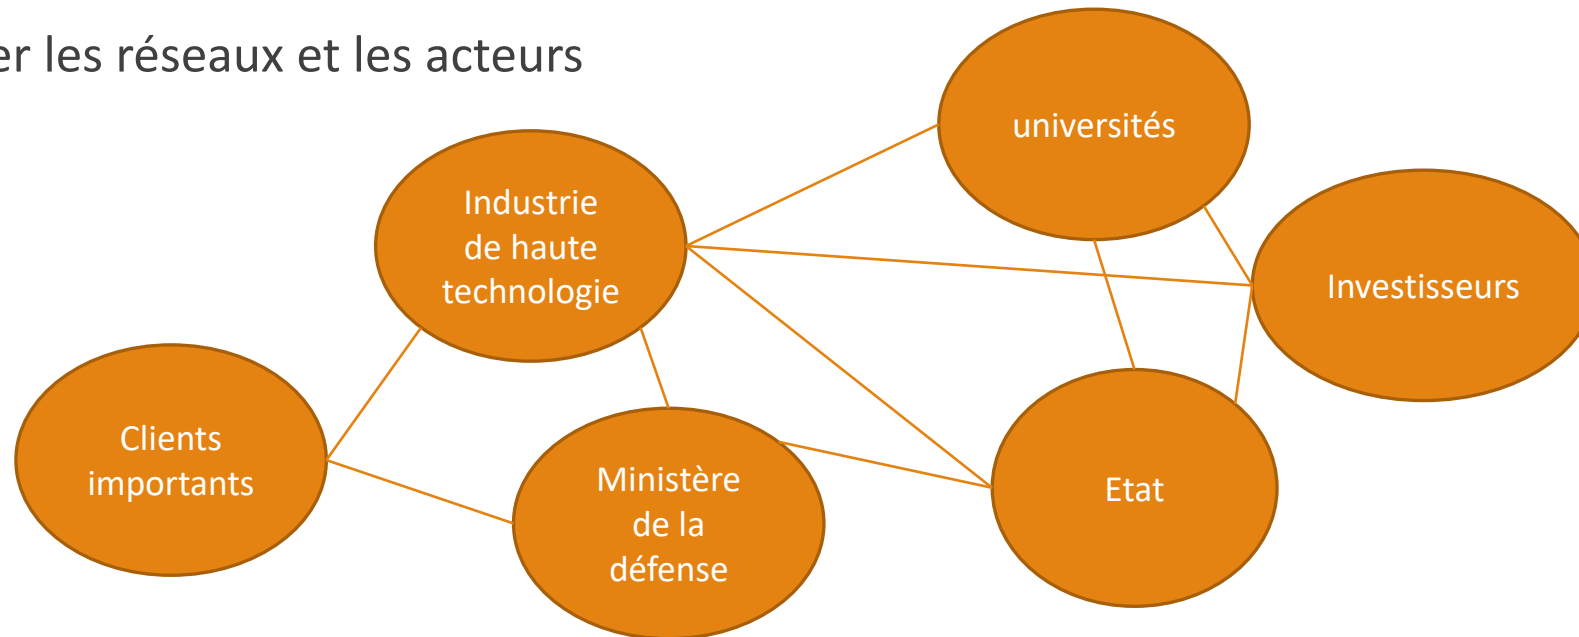 er les réseaux et les acteurs
universités
Industrie
de haute
technologie
Investisseurs
Clients
importants
Ministère
de la
défense
Etat